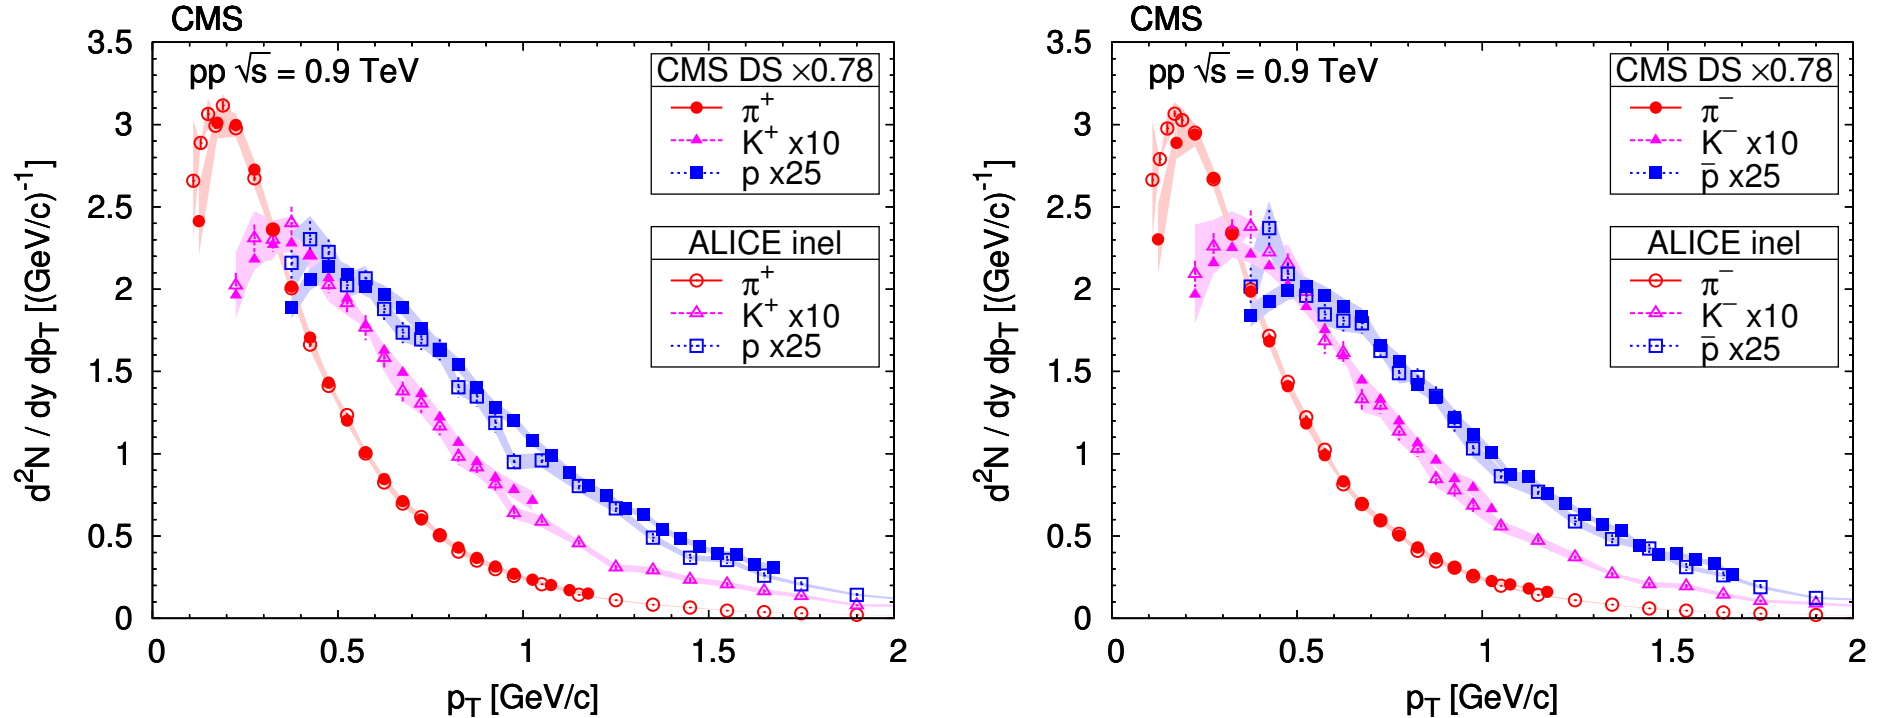 CMS
pp √s = 0.9 TeV
CMS DS ×0.78
π+
K+ x10
p x25
ALICE inel
π+
K+ x10
p x25
d2N / dy dpT [(GeV/c)-1]
3.5
3
2.5
2
1.5
1
0.5
0
0 0.5 1 1.5 2
pT [GeV/c]
CMS
pp √s = 0.9 TeV
CMS DS ×0.78
π−
K− x10
p̄ x25
ALICE inel
π−
K− x10
p̄ x25
d2N / dy dpT [(GeV/c)-1]
3.5
3
2.5
2
1.5
1
0.5
0
0 0.5 1 1.5 2
pT [GeV/c]